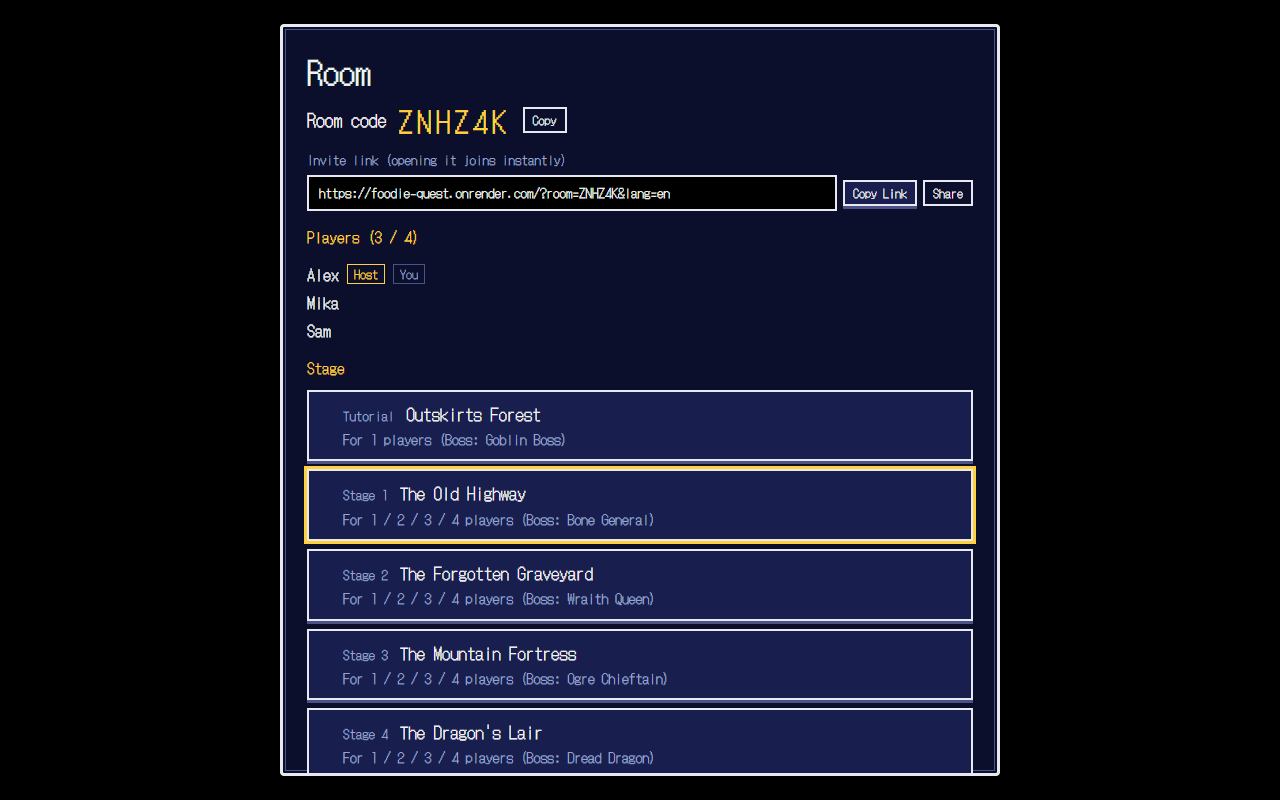 Room
Room code ZNHZ4K Copy
Invite link (opening it joins instantly)
https://foodie-quest.onrender.com/?room=ZNHZ4K&lang=en Copy Link Share
Players (3 / 4)
Alex Host You
Mika
Sam
Stage
Tutorial Outskirts Forest
For 1 players (Boss: Goblin Boss)
Stage 1 The Old Highway
For 1 / 2 / 3 / 4 players (Boss: Bone General)
Stage 2 The Forgotten Graveyard
For 1 / 2 / 3 / 4 players (Boss: Wraith Queen)
Stage 3 The Mountain Fortress
For 1 / 2 / 3 / 4 players (Boss: Ogre Chieftain)
Stage 4 The Dragon's Lair
For 1 / 2 / 3 / 4 players (Boss: Dread Dragon)